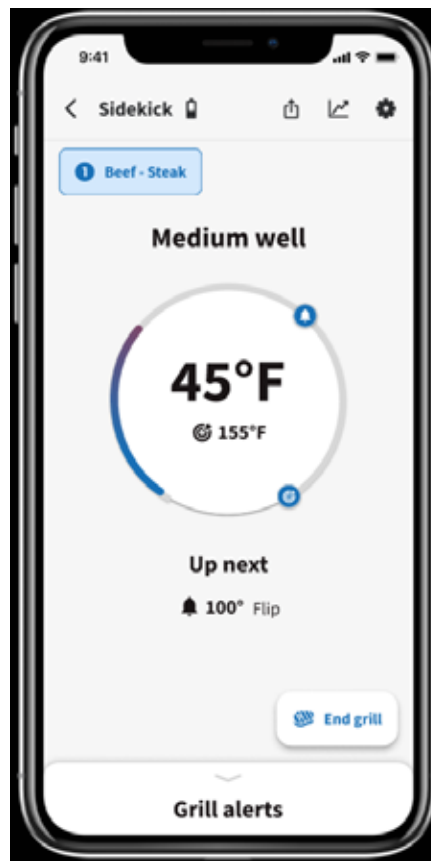 9:41
Sidekick
1 Beef - Steak
Medium well
45°F
155°F
Up next
100° Flip
End grill
Grill alerts